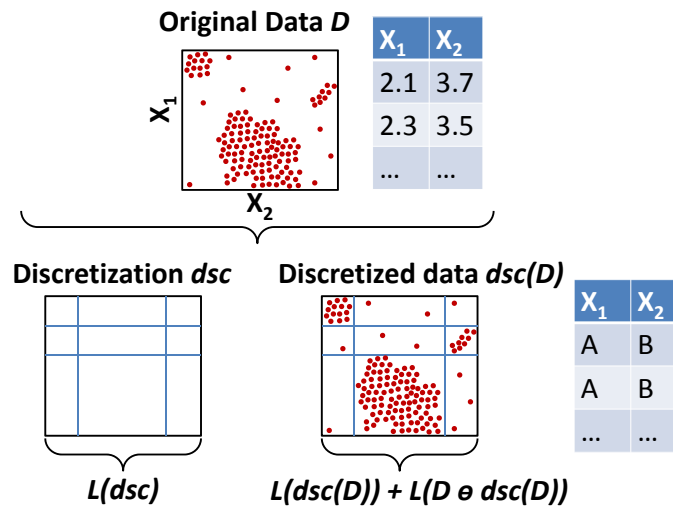 Original Data D
X₁ X₂
2.1 3.7
2.3 3.5
... ...
X₁
X₂
Discretization dsc
Discretized data dsc(D)
X₁ X₂
A B
A B
... ...
L(dsc)
L(dsc(D)) + L(D ɵ dsc(D))